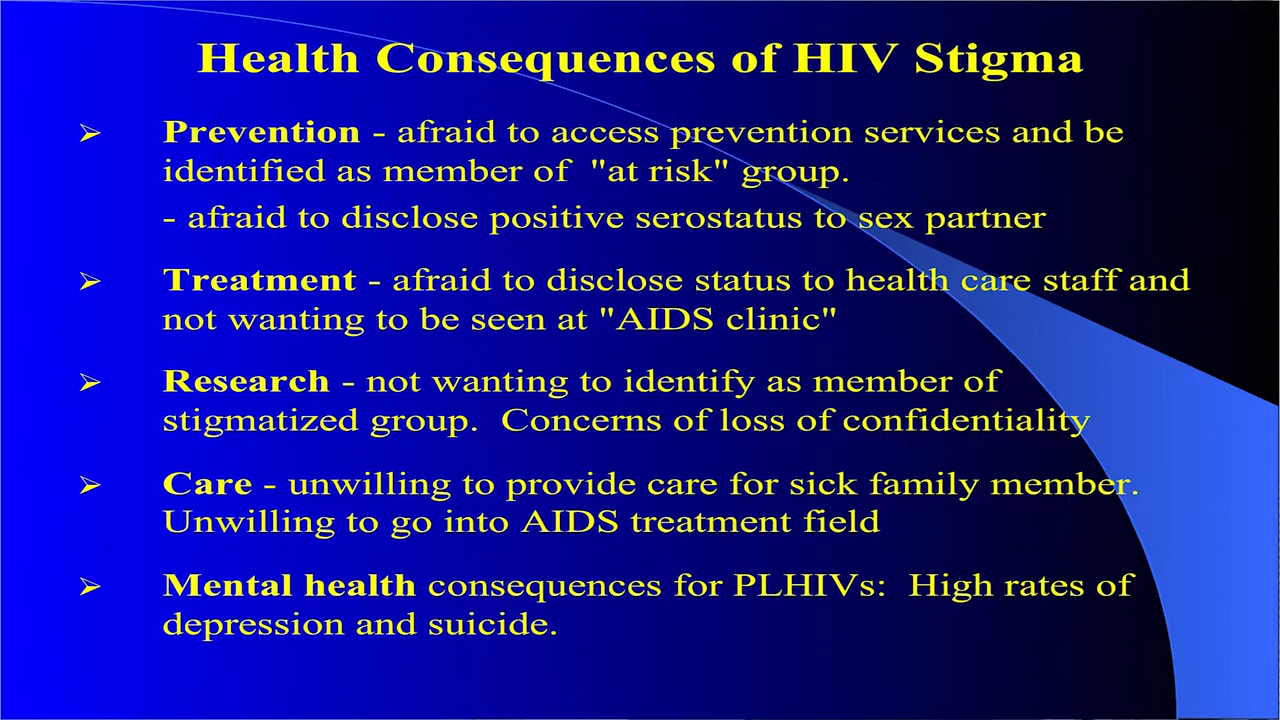 Health Consequences of HIV Stigma
➢ Prevention - afraid to access prevention services and be
identified as member of "at risk" group.
- afraid to disclose positive serostatus to sex partner
➢ Treatment - afraid to disclose status to health care staff and
not wanting to be seen at "AIDS clinic"
➢ Research - not wanting to identify as member of
stigmatized group. Concerns of loss of confidentiality
➢ Care - unwilling to provide care for sick family member.
Unwilling to go into AIDS treatment field
➢ Mental health consequences for PLHIVs: High rates of
depression and suicide.